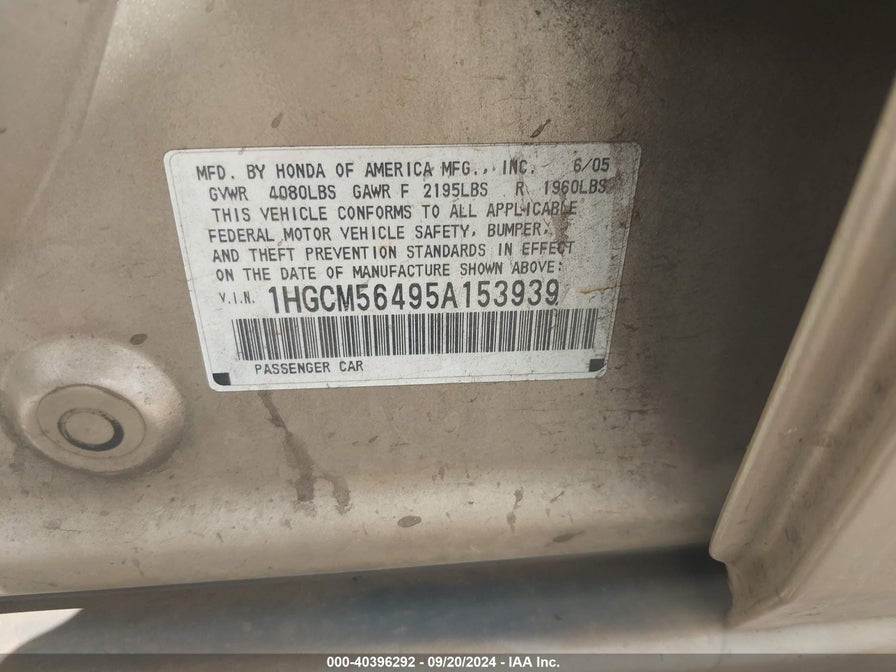 MFD. BY HONDA OF AMERICA MFG., INC. 6/05
GVWR 4080LBS GAWR F 2195LBS R 1960LBS
THIS VEHICLE CONFORMS TO ALL APPLICABLE
FEDERAL MOTOR VEHICLE SAFETY, BUMPER,
AND THEFT PREVENTION STANDARDS IN EFFECT
ON THE DATE OF MANUFACTURE SHOWN ABOVE:
V.I.N. 1HGCM56495A153939
PASSENGER CAR
000-40396292 - 09/20/2024 - IAA Inc.